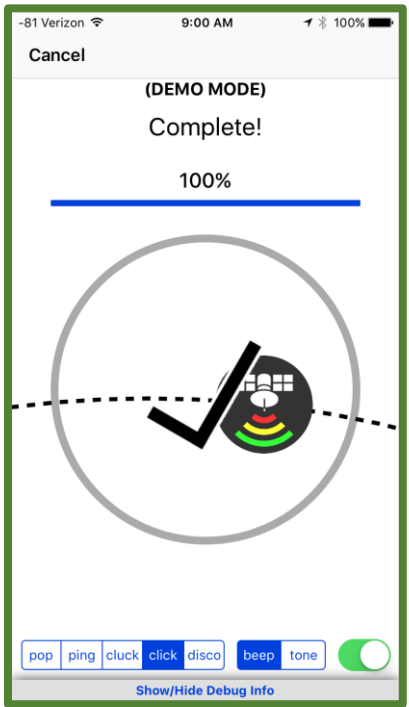 -81 Verizon 9:00 AM 100%
Cancel
(DEMO MODE)
Complete!
100%
pop ping cluck click disco beep tone
Show/Hide Debug Info